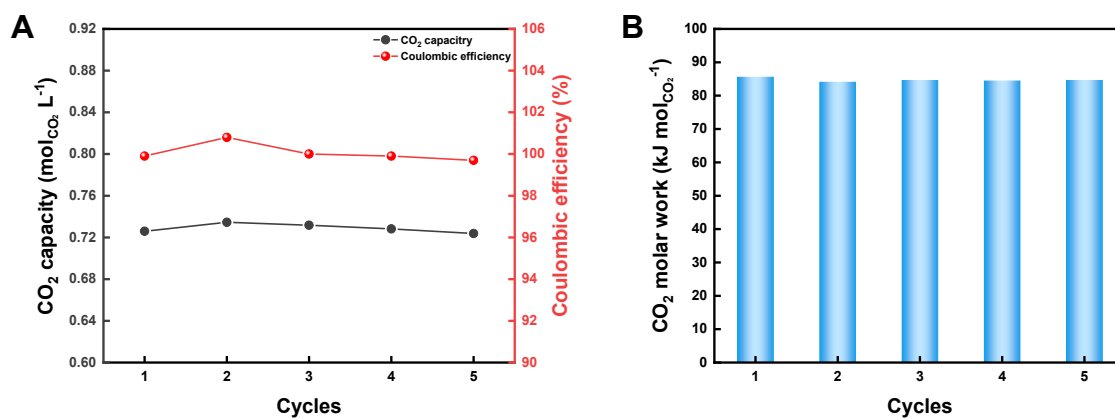 A
CO₂ capacity (mol_CO₂ L⁻¹)
0.92
0.88
0.84
0.80
0.76
0.72
0.68
0.64
0.60
CO₂ capacitry
Coulombic efficiency
106
104
102
100
98
96
94
92
90
Coulombic efficiency (%)
1 2 3 4 5
Cycles
B
CO₂ molar work (kJ mol_CO₂⁻¹)
100
90
80
70
60
50
40
30
20
10
0
1 2 3 4 5
Cycles